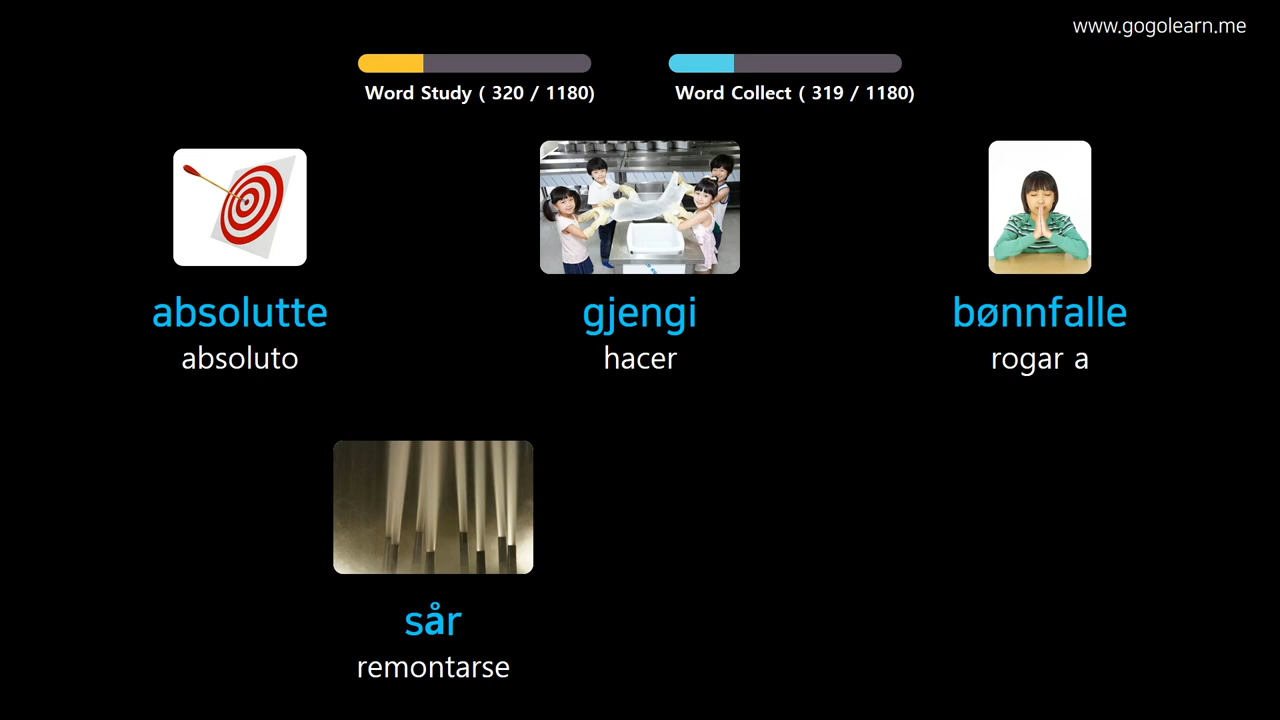 www.gogolearn.me
Word Study ( 320 / 1180)
Word Collect ( 319 / 1180)
absolutte
absoluto
gjengi
hacer
bønnfalle
rogar a
sår
remontarse